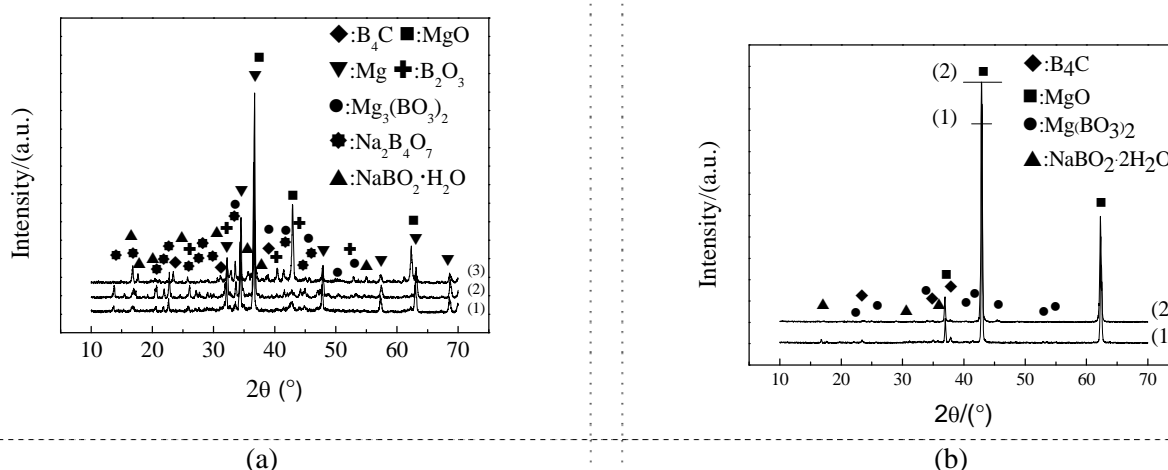 Intensity/(a.u.)
:B4C :MgO
:Mg :B2O3
:Mg3(BO3)2
:Na2B4O7
:NaBO2·H2O
(3)
(2)
(1)
10 20 30 40 50 60 70
2θ (°)
(a)
Intensity/(a.u.)
(2)
(1)
:B4C
:MgO
:Mg(BO3)2
:NaBO2·2H2O
(2
(1
10 20 30 40 50 60 70
2θ/(°)
(b)